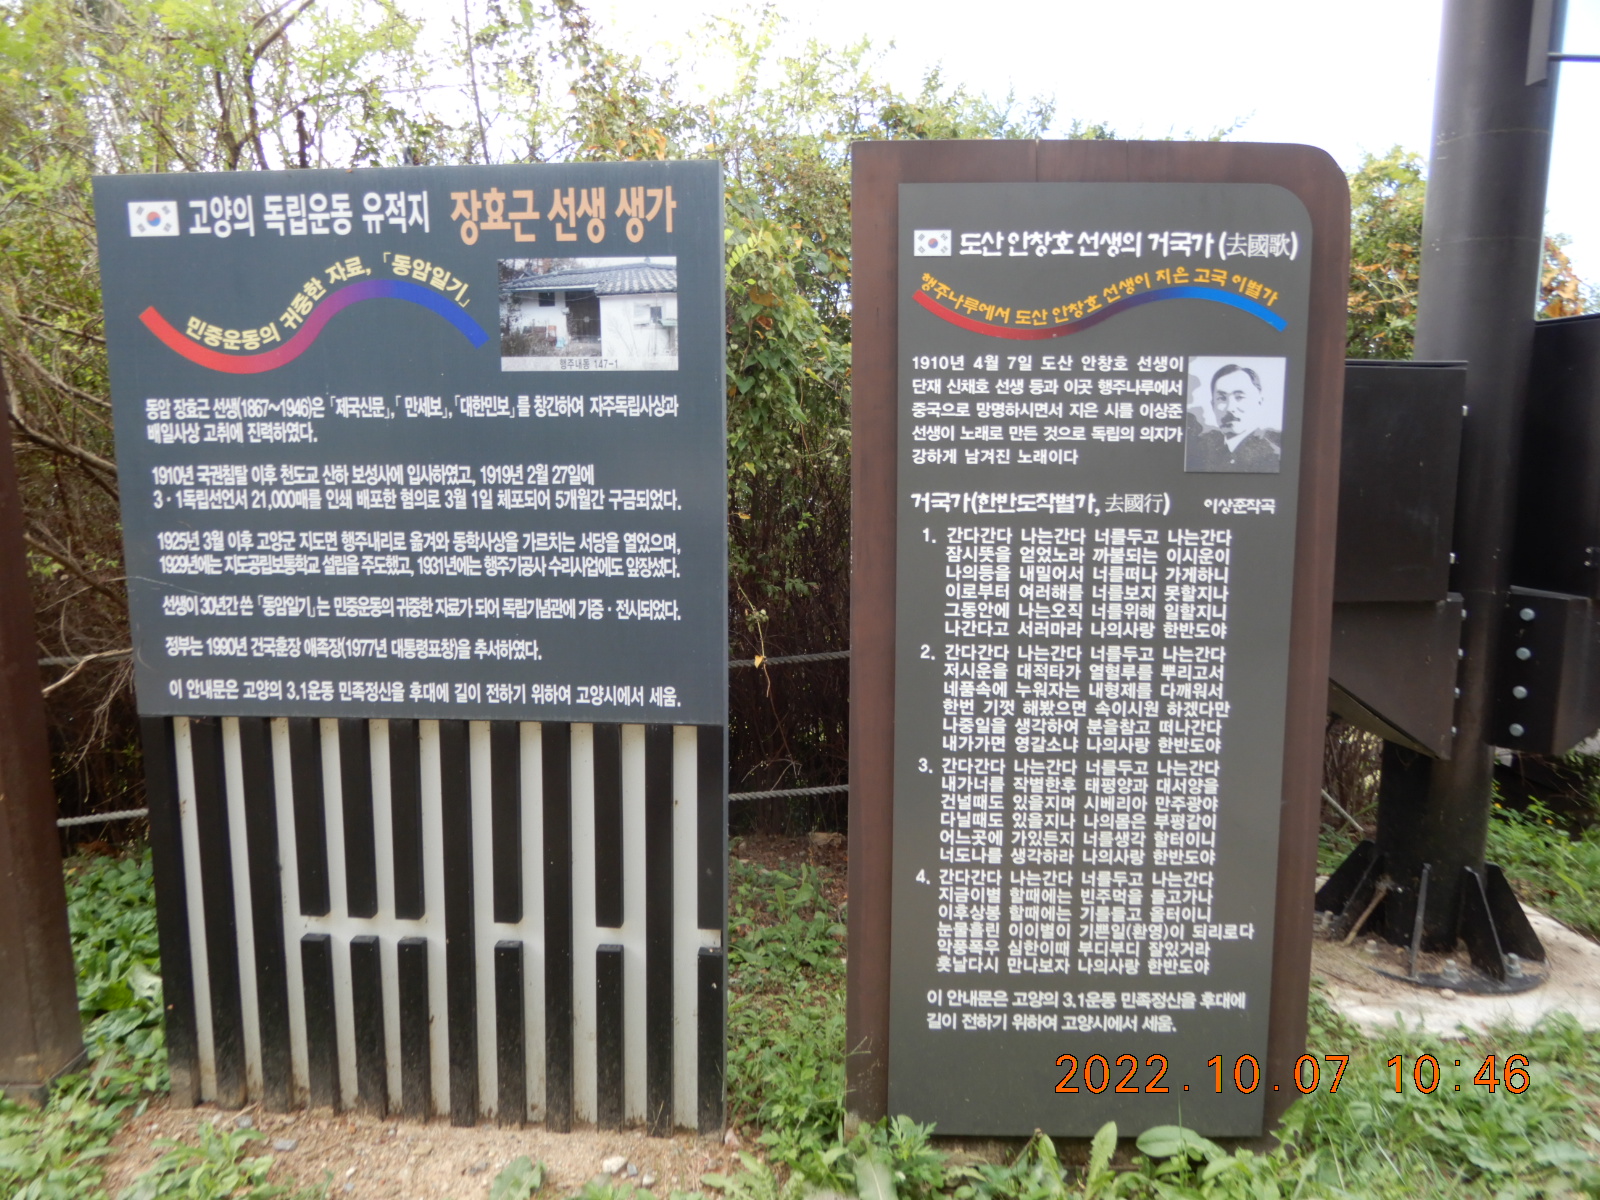 고양의 독립운동 유적지 장효근 선생 생가
민중운동의 귀중한 자료, 「동암일기」
행주내동 147-1
동암 장효근 선생(1867~1946)은 「제국신문」,「만세보」,「대한민보」를 창간하여 자주독립사상과
배일사상 고취에 진력하였다.
1910년 국권침탈 이후 천도교 산하 보성사에 입사하였고, 1919년 2월 27일에
3·1독립선언서 21,000매를 인쇄 배포한 혐의로 3월 1일 체포되어 5개월간 구금되었다.
1925년 3월 이후 고양군 지도면 행주내리로 옮겨와 동학사상을 가르치는 서당을 열었으며,
1929년에는 지도공립보통학교 설립을 주도했고, 1931년에는 행주기공사 수리사업에도 앞장섰다.
선생이 30년간 쓴 「동암일기」는 민중운동의 귀중한 자료가 되어 독립기념관에 기증·전시되었다.
정부는 1990년 건국훈장 애족장(1977년 대통령표창)을 추서하였다.
이 안내문은 고양의 3.1운동 민족정신을 후대에 길이 전하기 위하여 고양시에서 세움.
도산 안창호 선생의 거국가(去國歌)
행주나루에서 도산 안창호 선생이 지은 고국 이별가
1910년 4월 7일 도산 안창호 선생이
단재 신채호 선생 등과 이곳 행주나루에서
중국으로 망명하시면서 지은 시를 이상준
선생이 노래로 만든 것으로 독립의 의지가
강하게 남겨진 노래이다
거국가(한반도작별가, 去國行) 이상준작곡
1. 간다간다 나는간다 너를두고 나는간다
잠시뜻을 얻었노라 까불되는 이시운이
나의등을 내밀어서 너를떠나 가게하니
이로부터 여러해를 너를보지 못할지나
그동안에 나는오직 너를위해 일할지니
나간다고 서러마라 나의사랑 한반도야
2. 간다간다 나는간다 너를두고 나는간다
저시운을 대적타가 열혈루를 뿌리고서
네품속에 누워자는 내형제를 다깨워서
한번 기껏 해봤으면 속이시원 하겠다만
나중일을 생각하여 분을참고 떠나간다
내가가면 영갈소냐 나의사랑 한반도야
3. 간다간다 나는간다 너를두고 나는간다
내가너를 작별한후 태평양과 대서양을
건널때도 있을지며 시베리아 만주광야
다닐때도 있을지나 나의몸은 부평같이
어느곳에 가있든지 너를생각 할터이니
너도나를 생각하라 나의사랑 한반도야
4. 간다간다 나는간다 너를두고 나는간다
지금이별 할때에는 빈주먹을 들고가나
이후상봉 할때에는 기를들고 올터이니
눈물흘린 이이별이 기쁜일(환영)이 되리로다
악풍폭우 심한이때 부디부디 잘있거라
훗날다시 만나보자 나의사랑 한반도야
이 안내문은 고양의 3.1운동 민족정신을 후대에
길이 전하기 위하여 고양시에서 세움.
2022.10.07 10:46